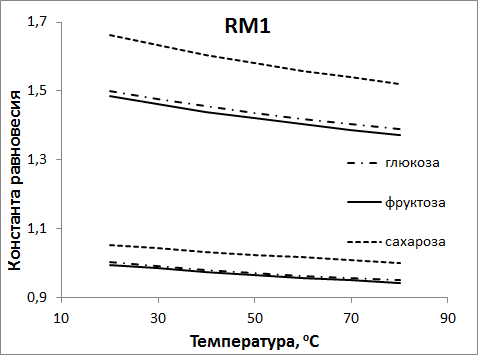 RM1
1,7
1,5
1,3
1,1
0,9
Константа равновесия
глюкоза
фруктоза
сахароза
10
30
50
70
90
Температура, ºC